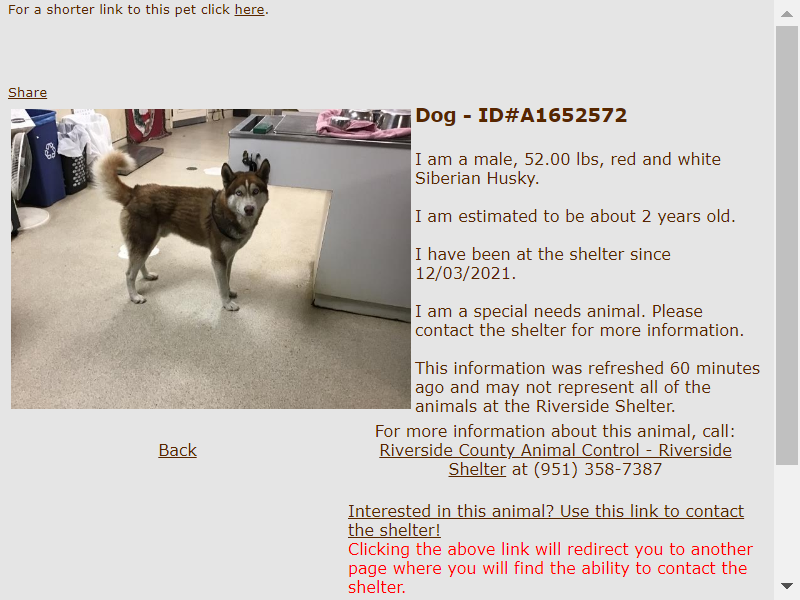 For a shorter link to this pet click here.
Share
Dog - ID#A1652572
I am a male, 52.00 lbs, red and white
Siberian Husky.
I am estimated to be about 2 years old.
I have been at the shelter since
12/03/2021.
I am a special needs animal. Please
contact the shelter for more information.
This information was refreshed 60 minutes
ago and may not represent all of the
animals at the Riverside Shelter.
Back
For more information about this animal, call:
Riverside County Animal Control - Riverside
Shelter at (951) 358-7387
Interested in this animal? Use this link to contact
the shelter!
Clicking the above link will redirect you to another
page where you will find the ability to contact the
shelter.